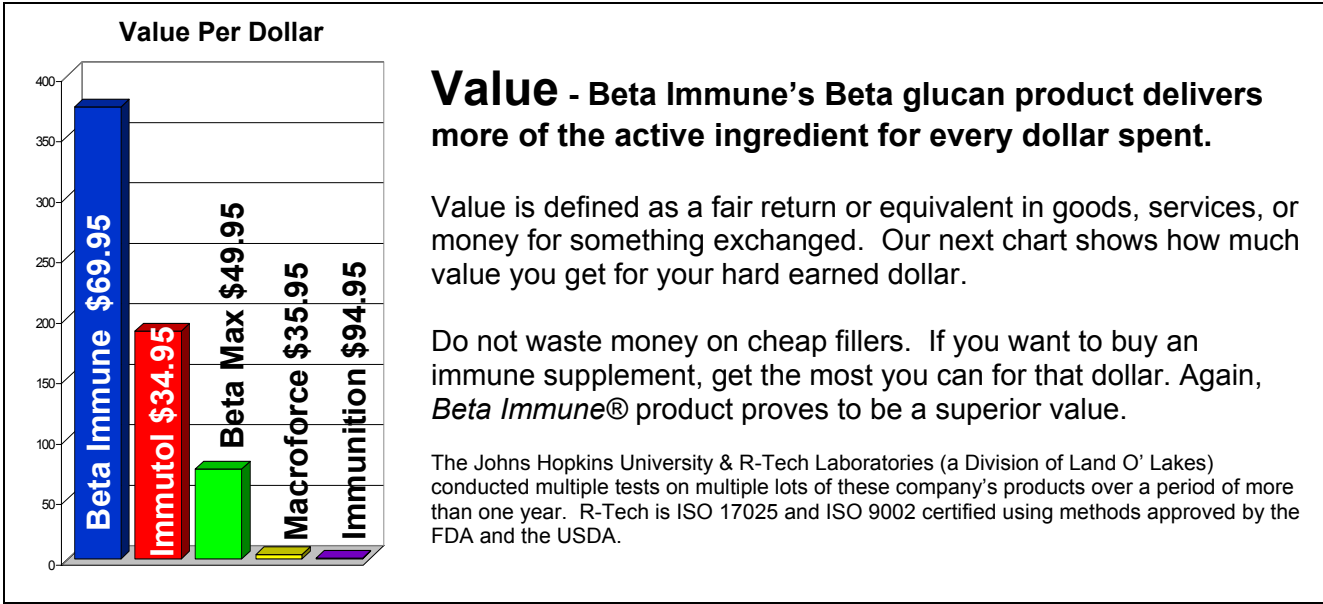 Value Per Dollar
400
350
300
250
200
150
100
50
0
Beta Immune $69.95
Immutol $34.95
Beta Max $49.95
Macroforce $35.95
Immunition $94.95
Value - Beta Immune's Beta glucan product delivers
more of the active ingredient for every dollar spent.
Value is defined as a fair return or equivalent in goods, services, or
money for something exchanged. Our next chart shows how much
value you get for your hard earned dollar.
Do not waste money on cheap fillers. If you want to buy an
immune supplement, get the most you can for that dollar. Again,
Beta Immune® product proves to be a superior value.
The Johns Hopkins University & R-Tech Laboratories (a Division of Land O' Lakes)
conducted multiple tests on multiple lots of these company's products over a period of more
than one year. R-Tech is ISO 17025 and ISO 9002 certified using methods approved by the
FDA and the USDA.